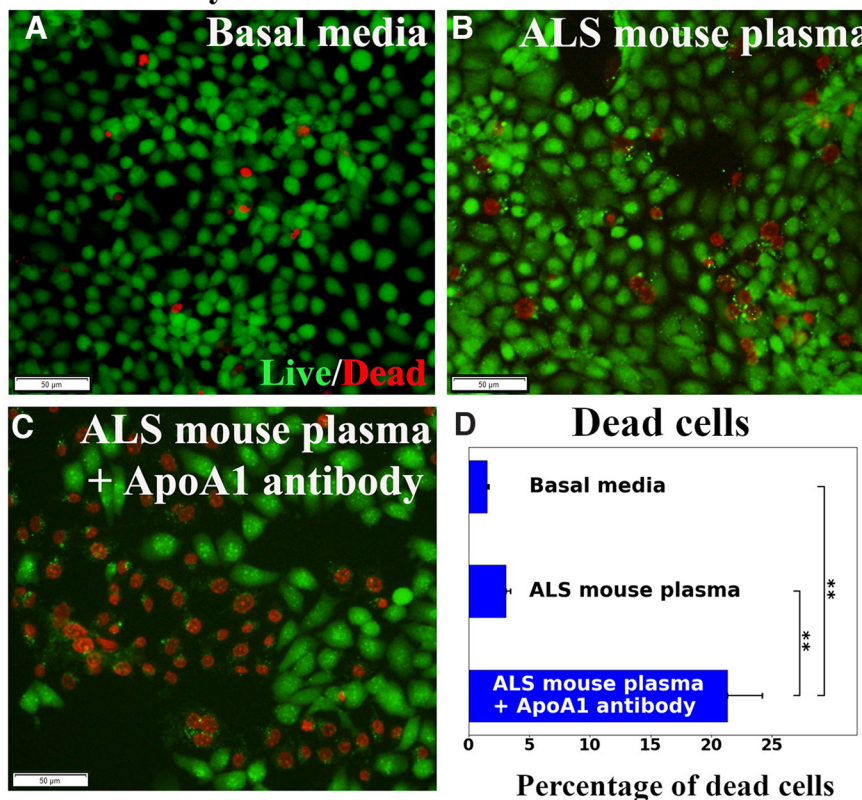 A
Basal media
Live/Dead
50 µm
B
ALS mouse plasma
50 µm
C
ALS mouse plasma
+ ApoA1 antibody
50 µm
D
Dead cells
Basal media
ALS mouse plasma
ALS mouse plasma
+ ApoA1 antibody
**
**
0 5 10 15 20 25
Percentage of dead cells